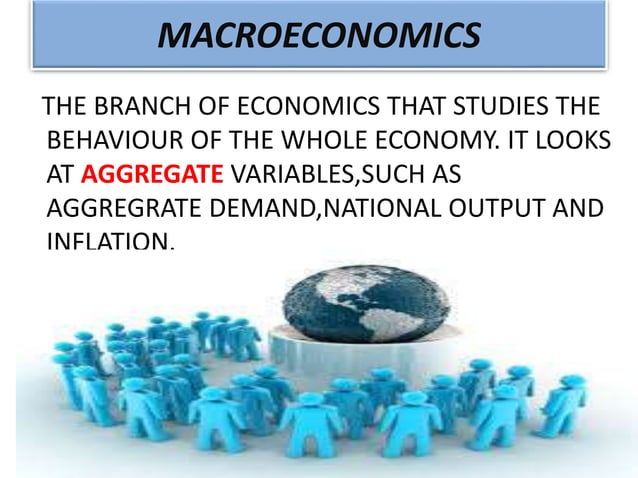 MACROECONOMICS
THE BRANCH OF ECONOMICS THAT STUDIES THE
BEHAVIOUR OF THE WHOLE ECONOMY. IT LOOKS
AT AGGREGATE VARIABLES,SUCH AS
AGGREGRATE DEMAND,NATIONAL OUTPUT AND
INFLATION.